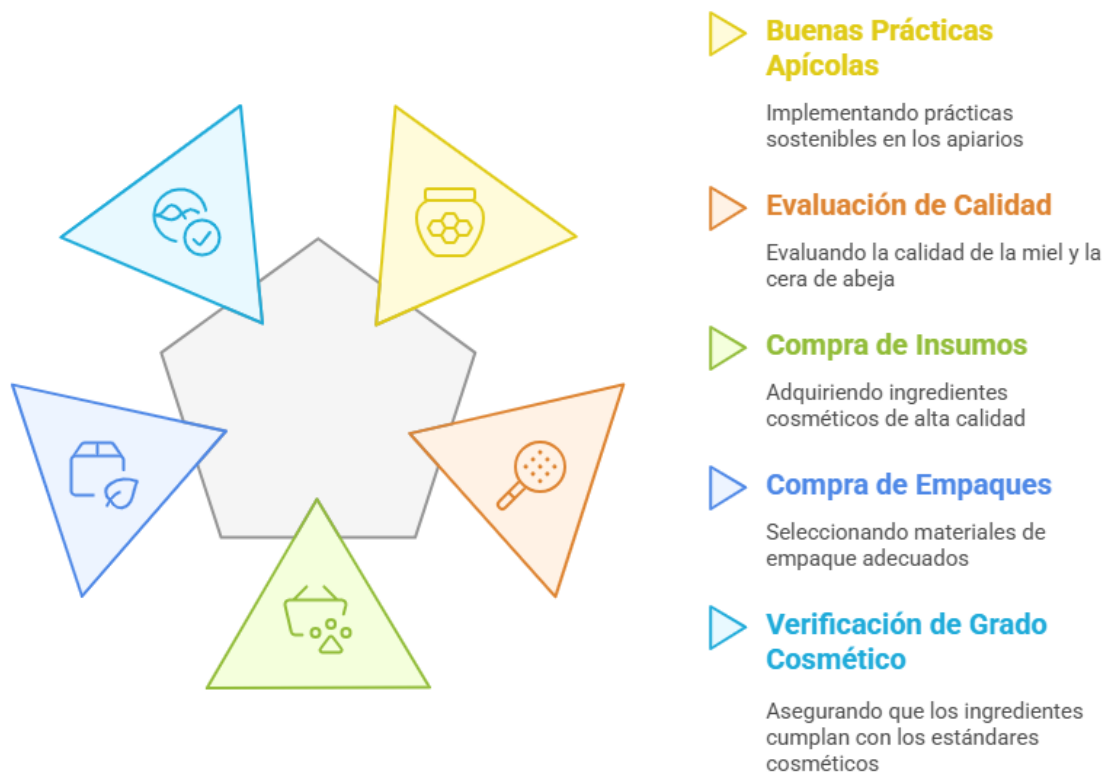 Buenas Prácticas
Apícolas
Implementando prácticas
sostenibles en los apiarios
Evaluación de Calidad
Evaluando la calidad de la miel y la
cera de abeja
Compra de Insumos
Adquiriendo ingredientes
cosméticos de alta calidad
Compra de Empaques
Seleccionando materiales de
empaque adecuados
Verificación de Grado
Cosmético
Asegurando que los ingredientes
cumplan con los estándares
cosméticos